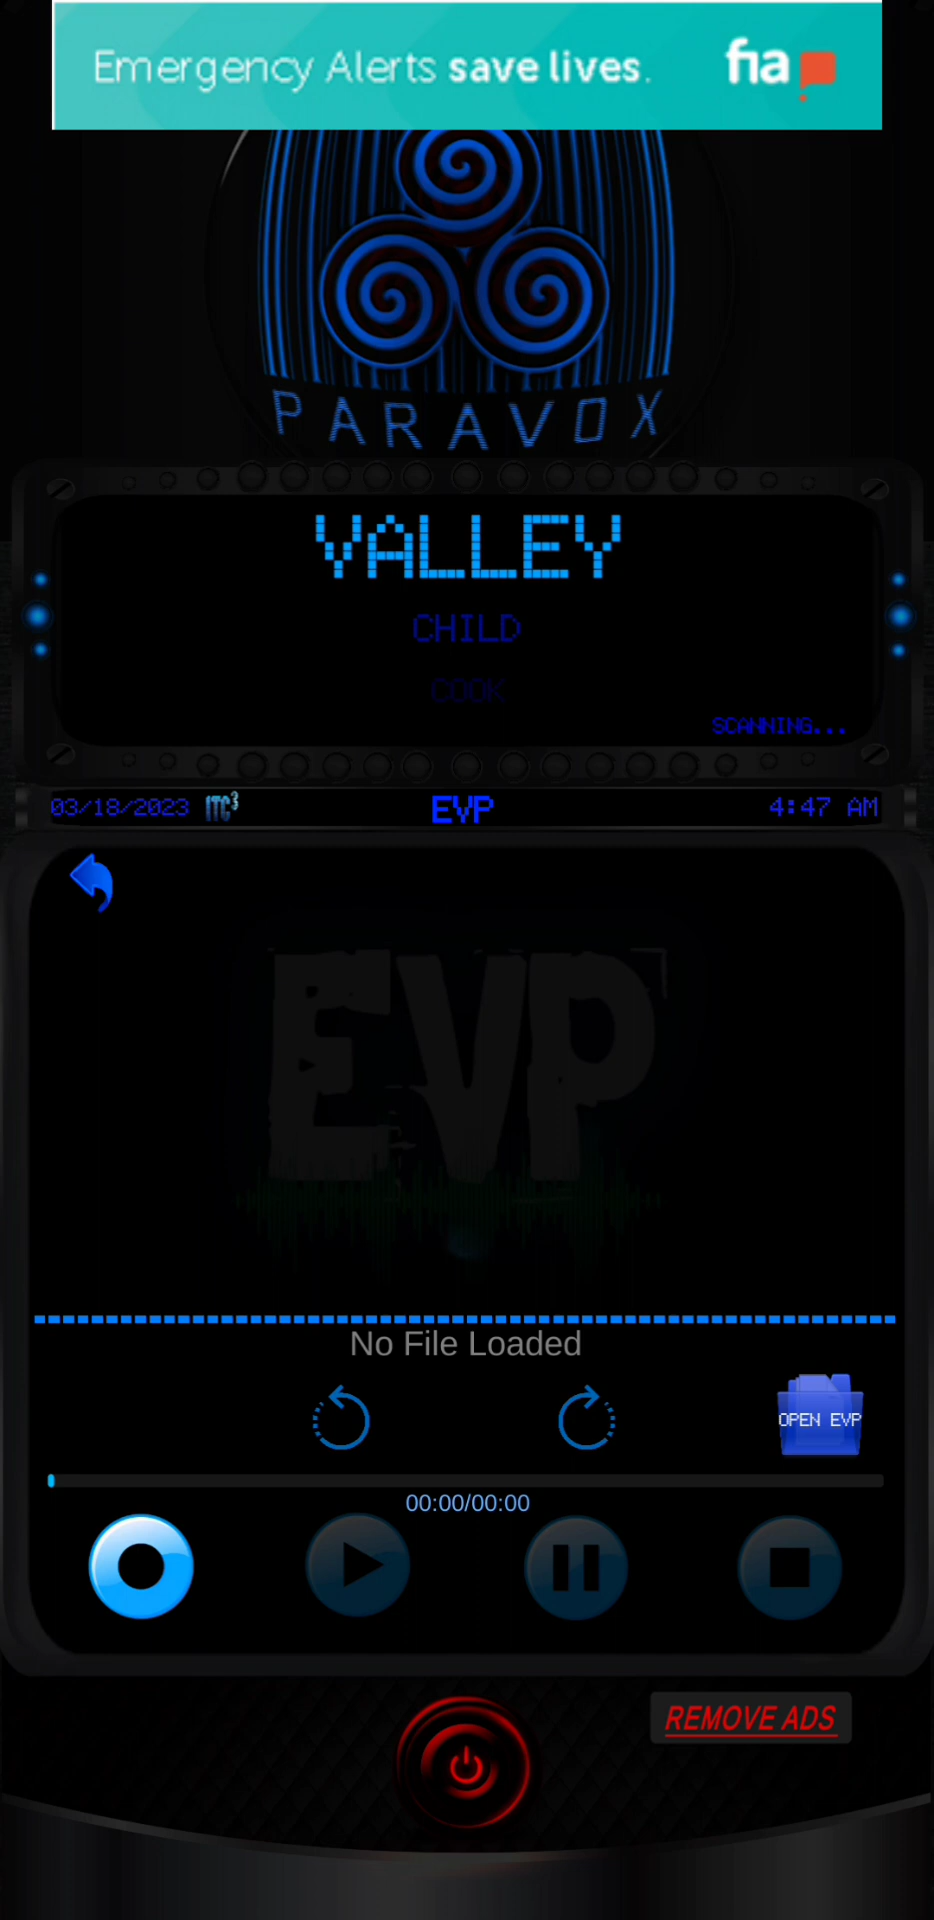 Emergency Alerts save lives.
fia
PARAVOX
VALLEY
CHILD
COOK
SCANNING...
03/18/2023 ITC³ EVP 4:47 AM
EVP
No File Loaded
OPEN EVP
00:00/00:00
REMOVE ADS